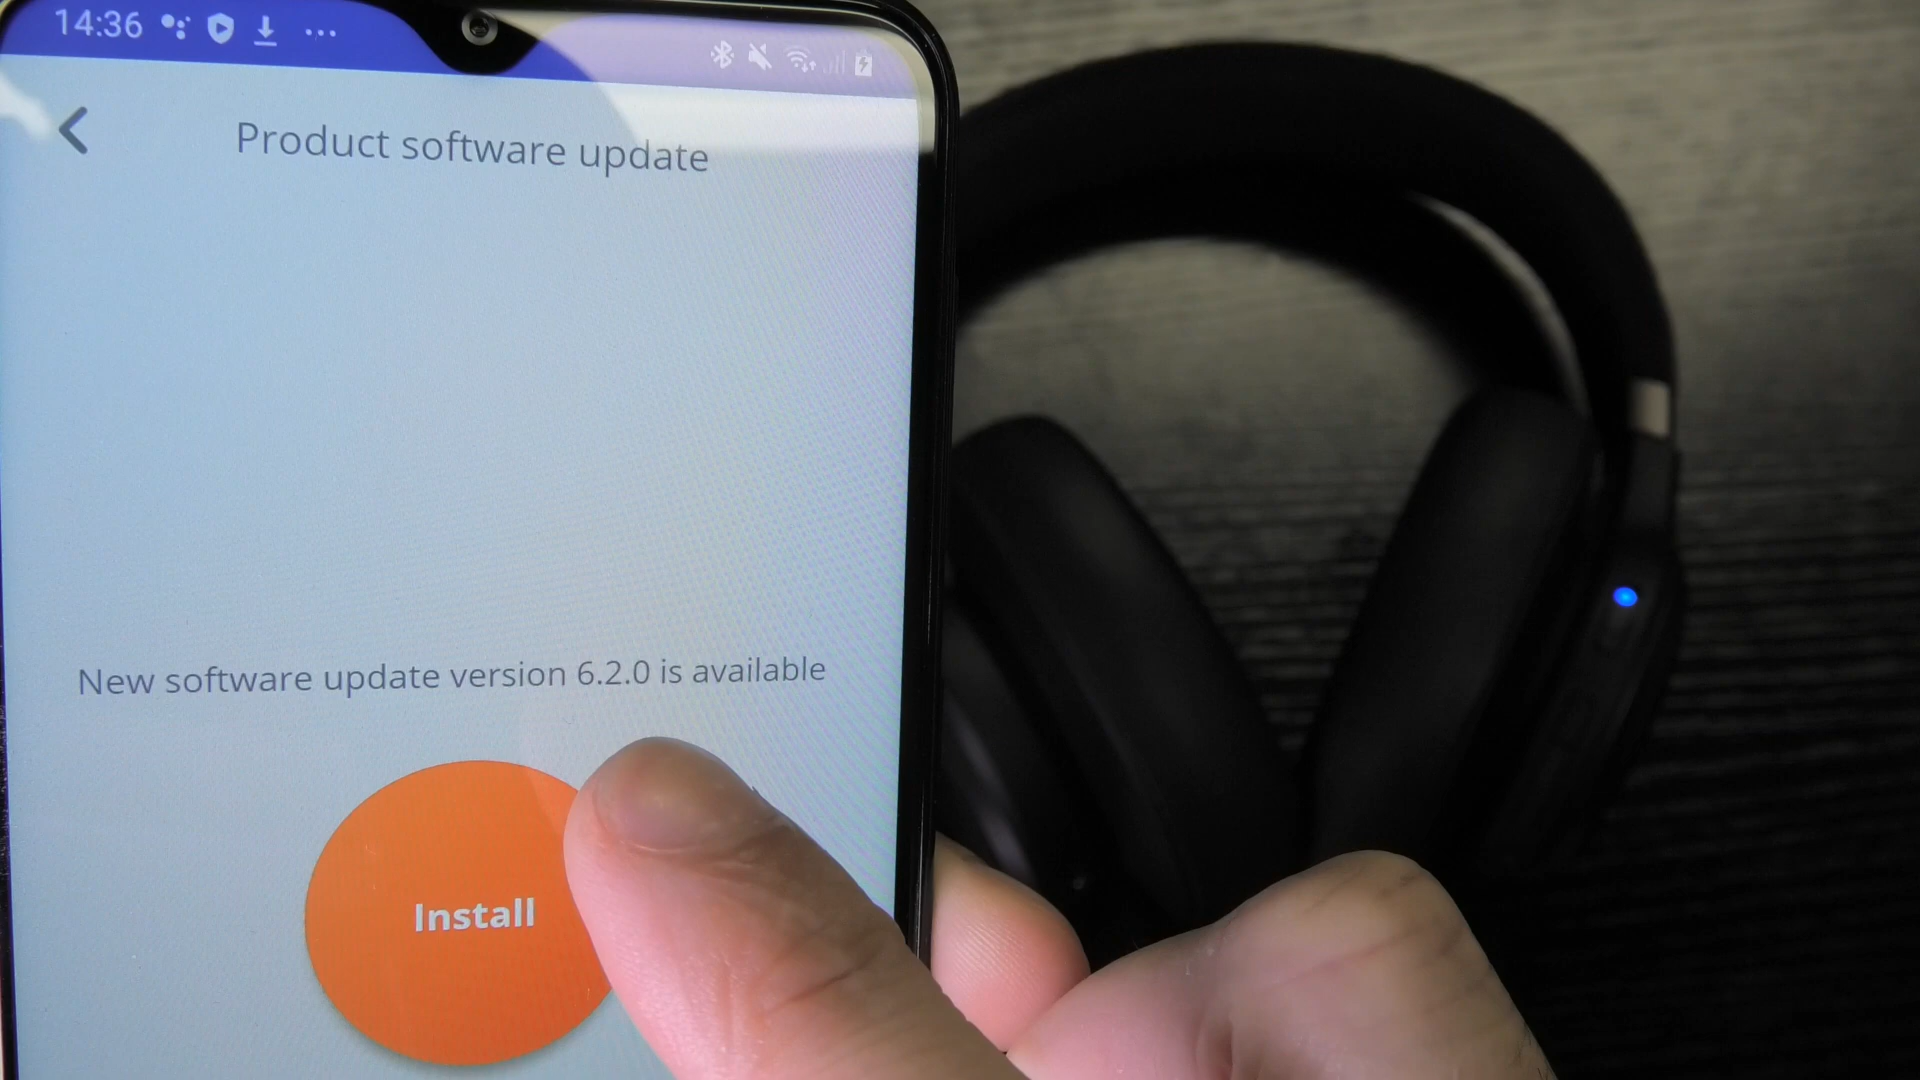 14:36
Product software update
New software update version 6.2.0 is available
Install